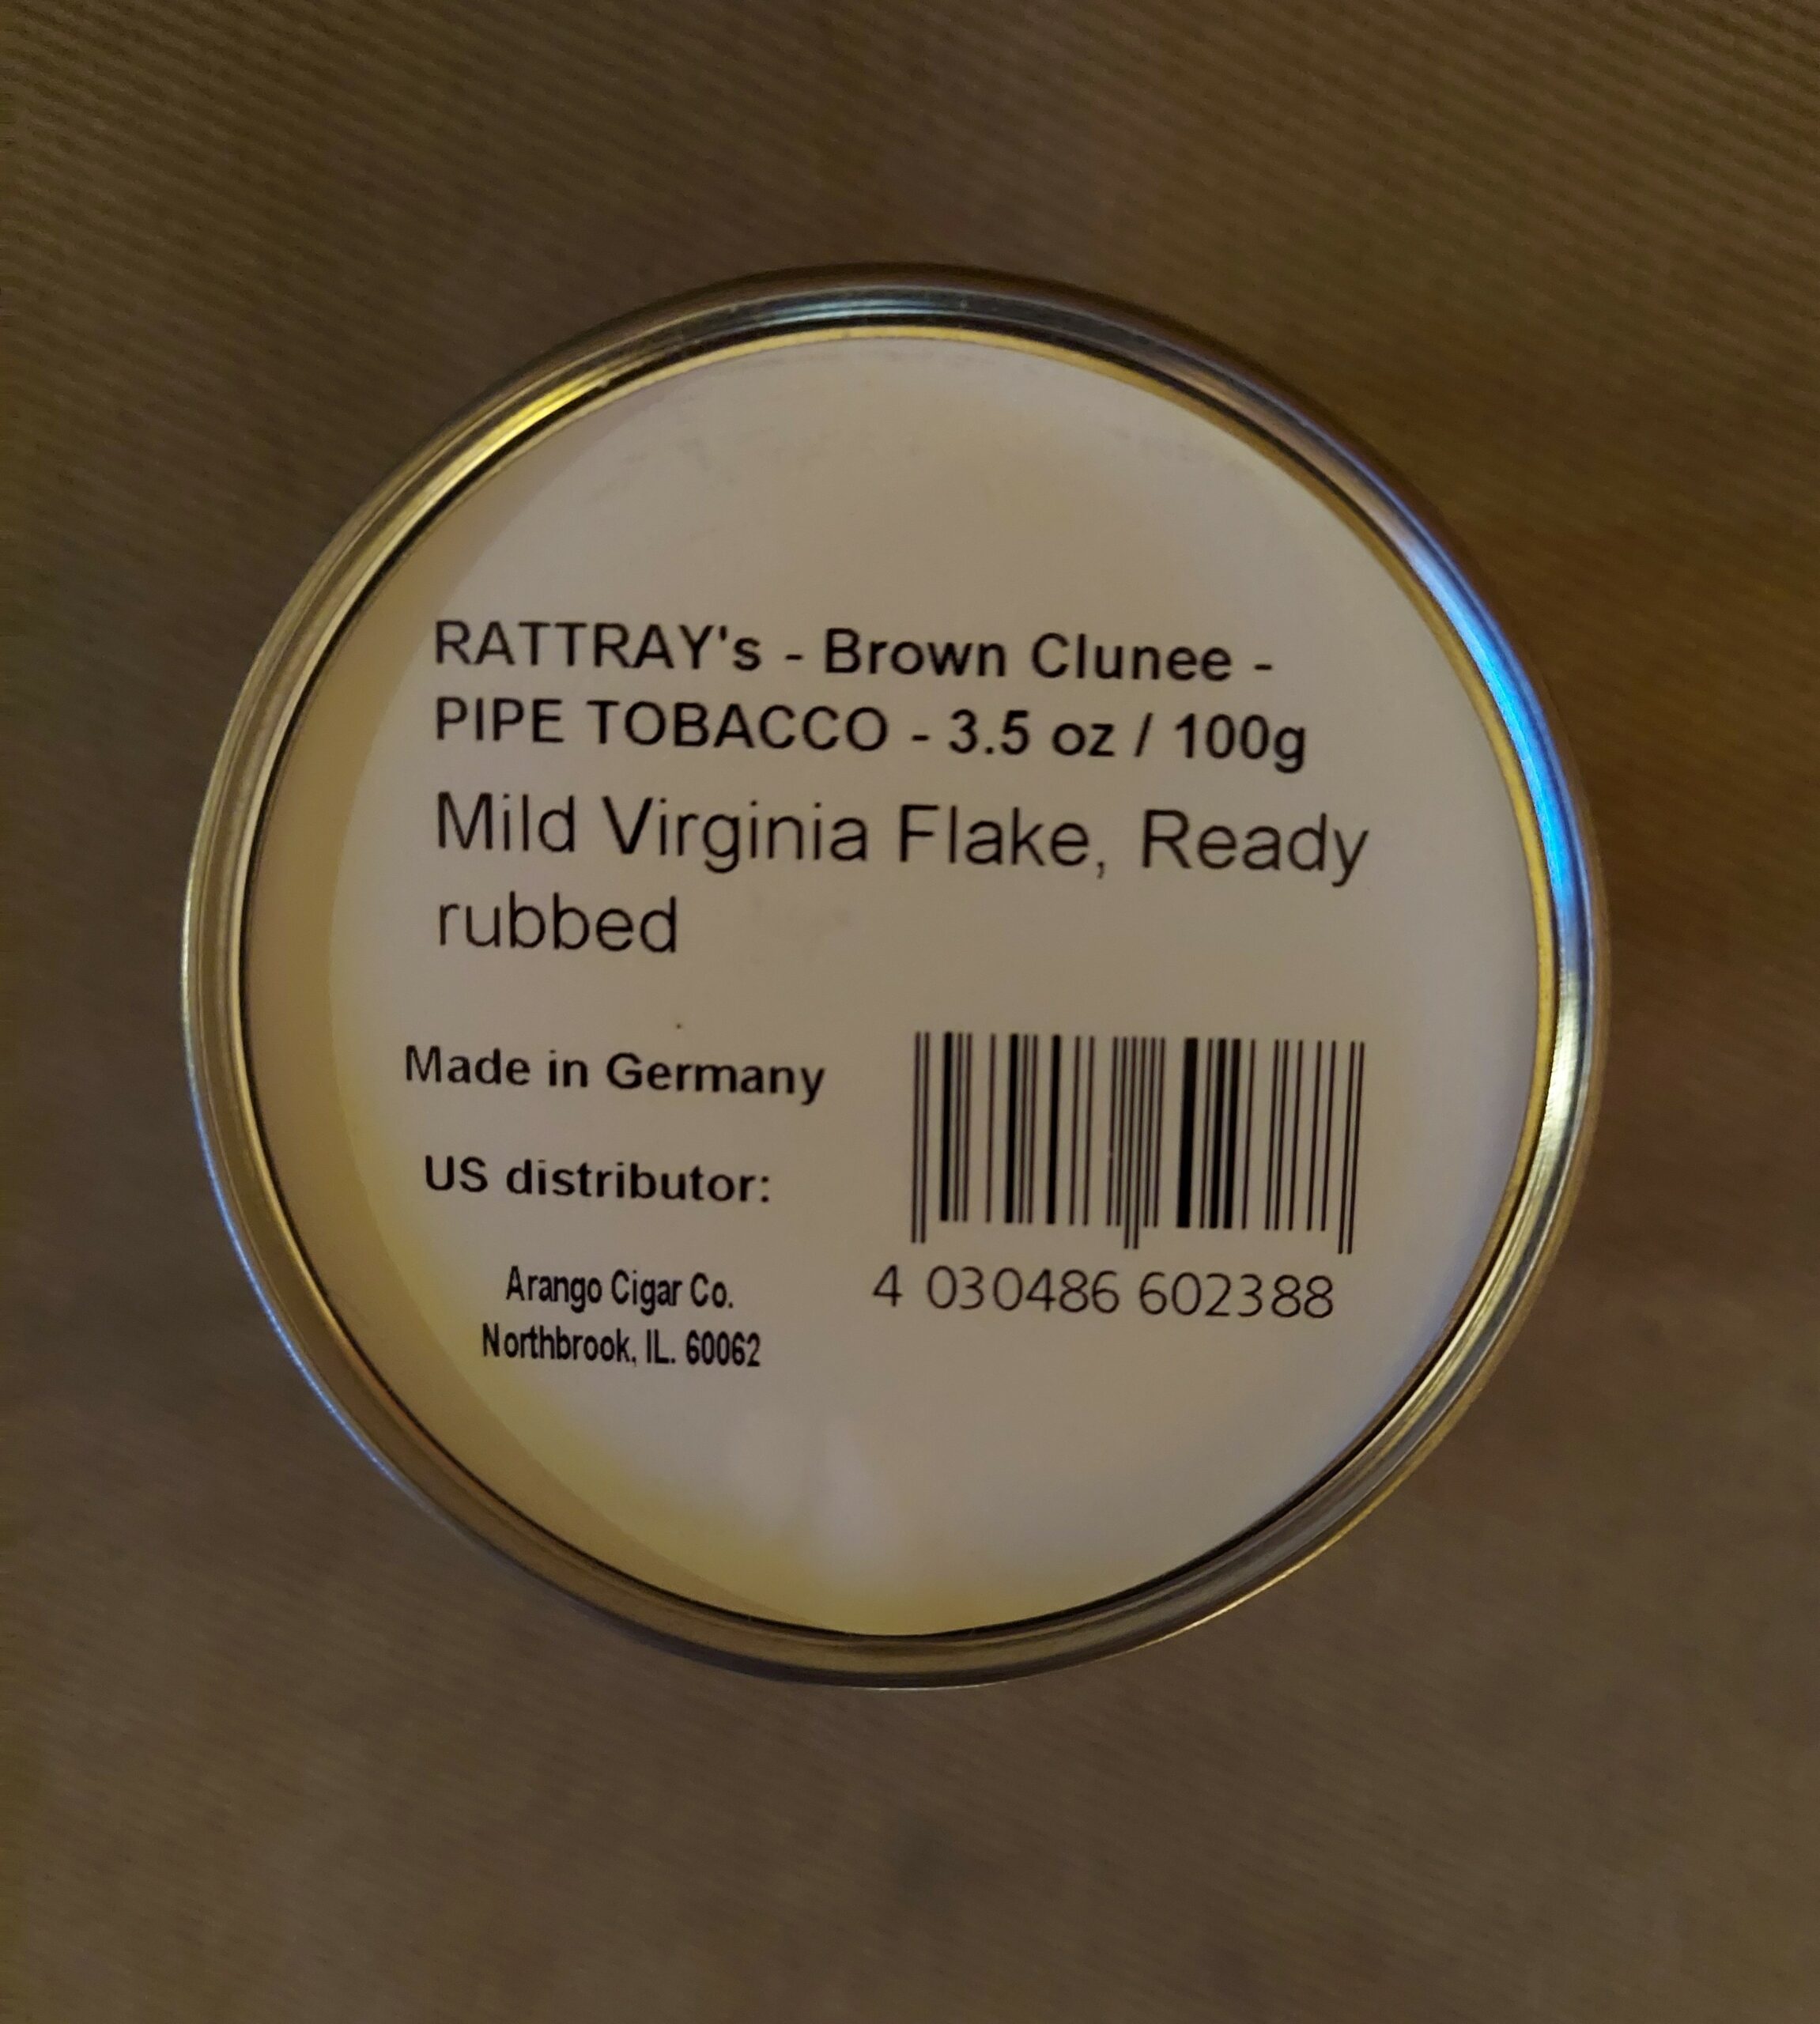 RATTRAY's - Brown Clunee -
PIPE TOBACCO - 3.5 oz / 100g
Mild Virginia Flake, Ready
rubbed
Made in Germany
US distributor:
Arango Cigar Co.
Northbrook, IL. 60062
4 030486 602388